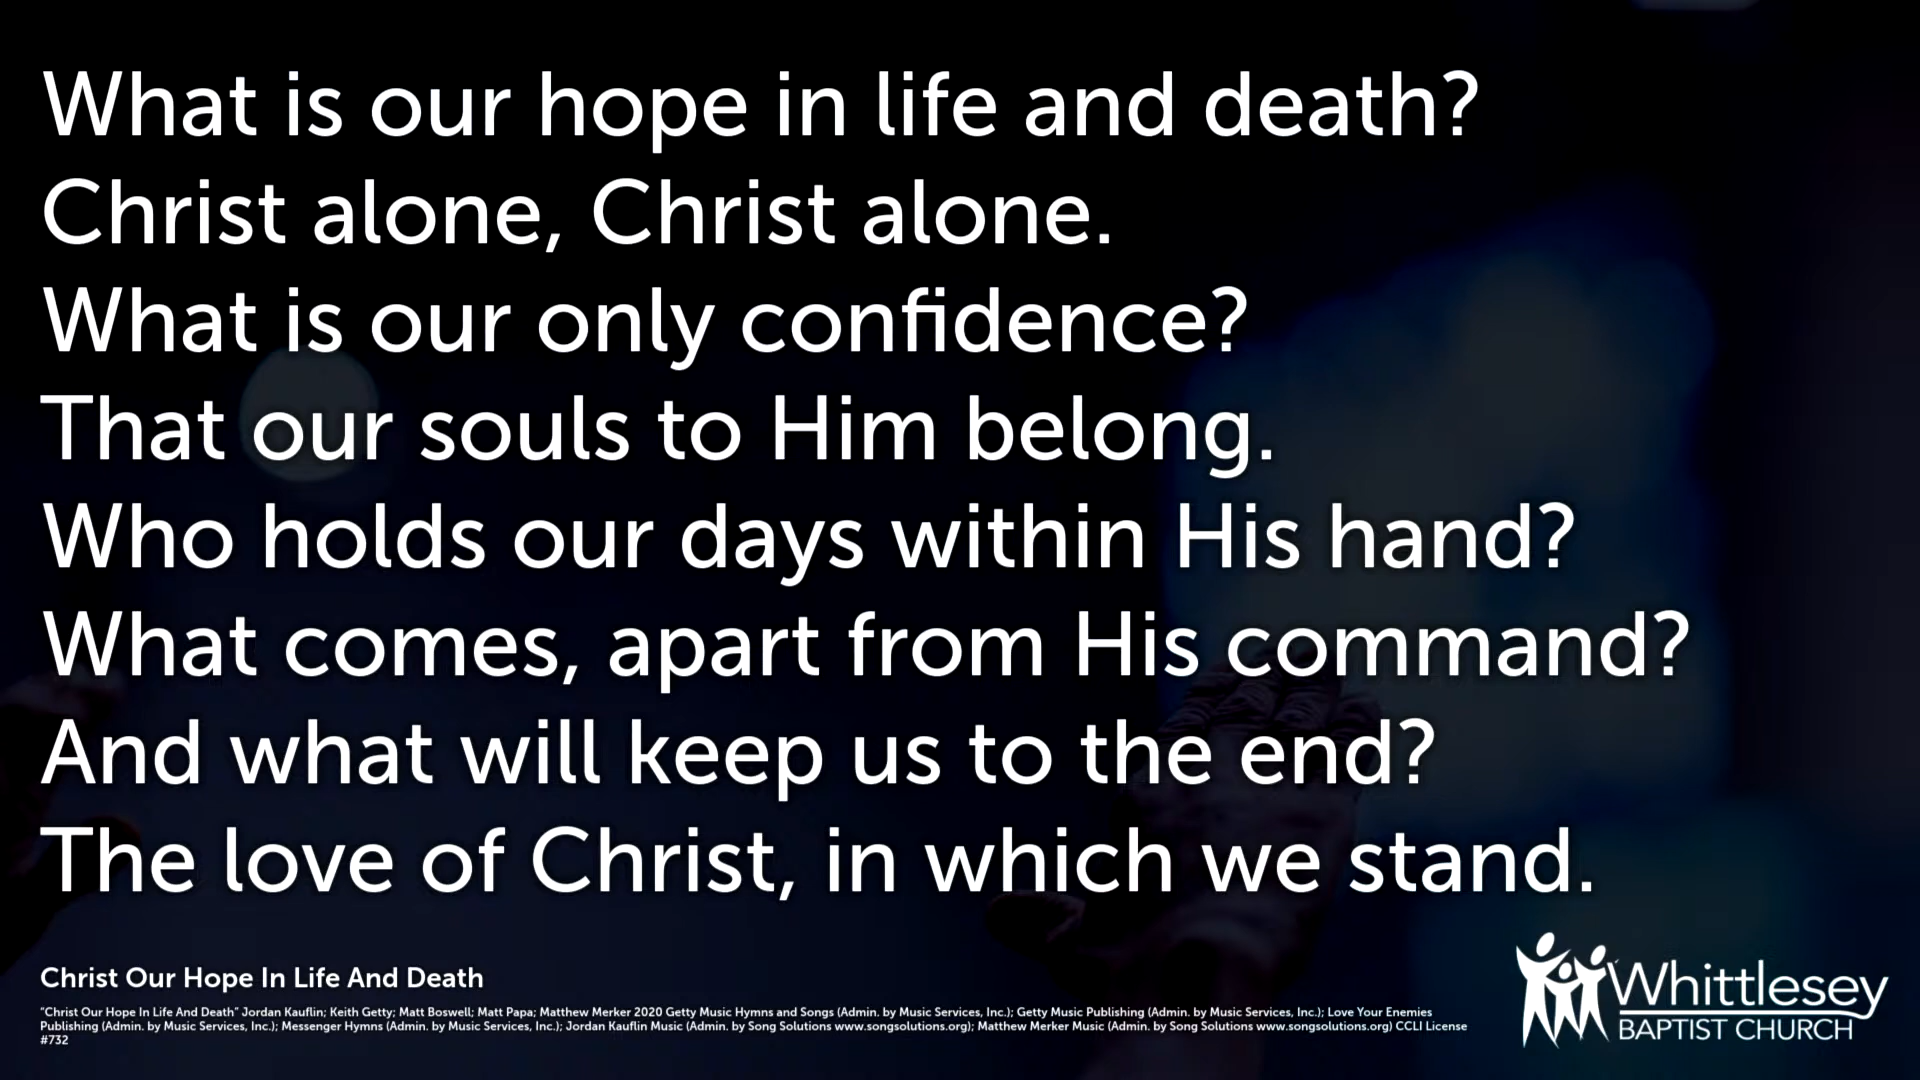 What is our hope in life and death?
Christ alone, Christ alone.
What is our only confidence?
That our souls to Him belong.
Who holds our days within His hand?
What comes, apart from His command?
And what will keep us to the end?
The love of Christ, in which we stand.
Christ Our Hope In Life And Death
"Christ Our Hope In Life And Death" Jordan Kauflin; Keith Getty; Matt Boswell; Matt Papa; Matthew Merker 2020 Getty Music Hymns and Songs (Admin. by Music Services, Inc.); Getty Music Publishing (Admin. by Music Services, Inc.); Love Your Enemies
Publishing (Admin. by Music Services, Inc.); Messenger Hymns (Admin. by Music Services, Inc.); Jordan Kauflin Music (Admin. by Song Solutions www.songsolutions.org); Matthew Merker Music (Admin. by Song Solutions www.songsolutions.org) CCLI License
#732
Whittlesey
BAPTIST CHURCH